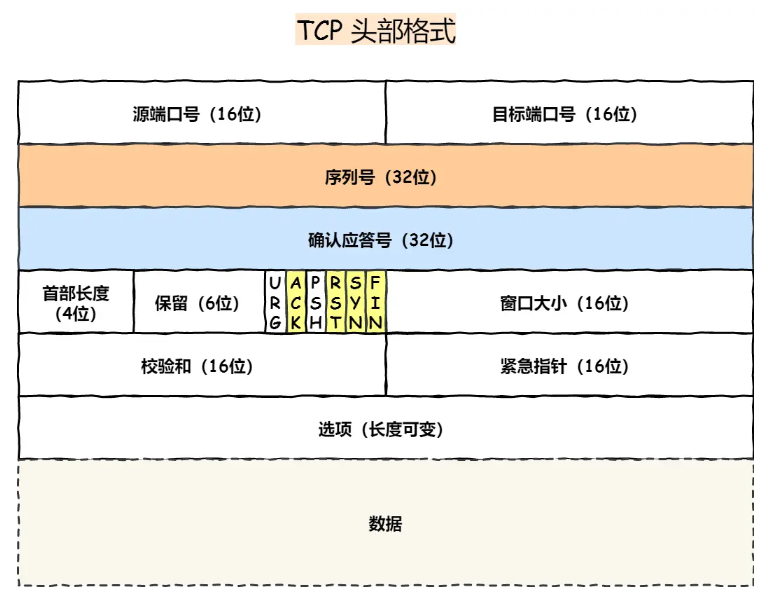 TCP 头部格式
源端口号（16位）
目标端口号（16位）
序列号（32位）
确认应答号（32位）
首部长度
（4位）
保留（6位）
URG
ACK
PSH
RST
SYN
FIN
窗口大小（16位）
校验和（16位）
紧急指针（16位）
选项（长度可变）
数据